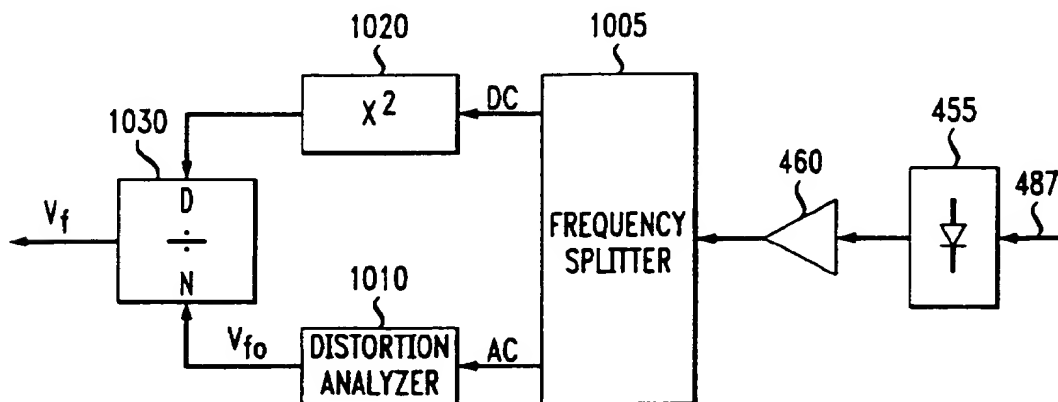 1020
1005
X²
DC
1030
455
460
487
D
÷
N
V_f
FREQUENCY
SPLITTER
1010
V_fo
DISTORTION
ANALYZER
AC